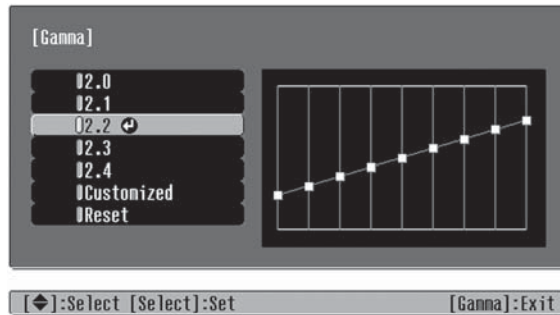 [Gamma]
2.0
2.1
2.2
2.3
2.4
Customized
Reset
[◆]:Select [Select]:Set
[Gamma]:Exit